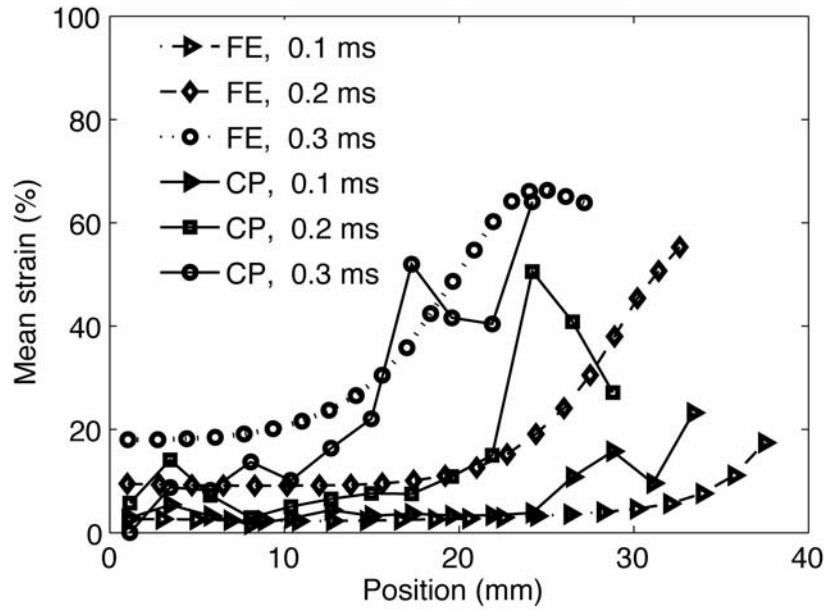 100
80
60
40
20
0
Mean strain (%)
FE, 0.1 ms
FE, 0.2 ms
FE, 0.3 ms
CP, 0.1 ms
CP, 0.2 ms
CP, 0.3 ms
0 10 20 30 40
Position (mm)